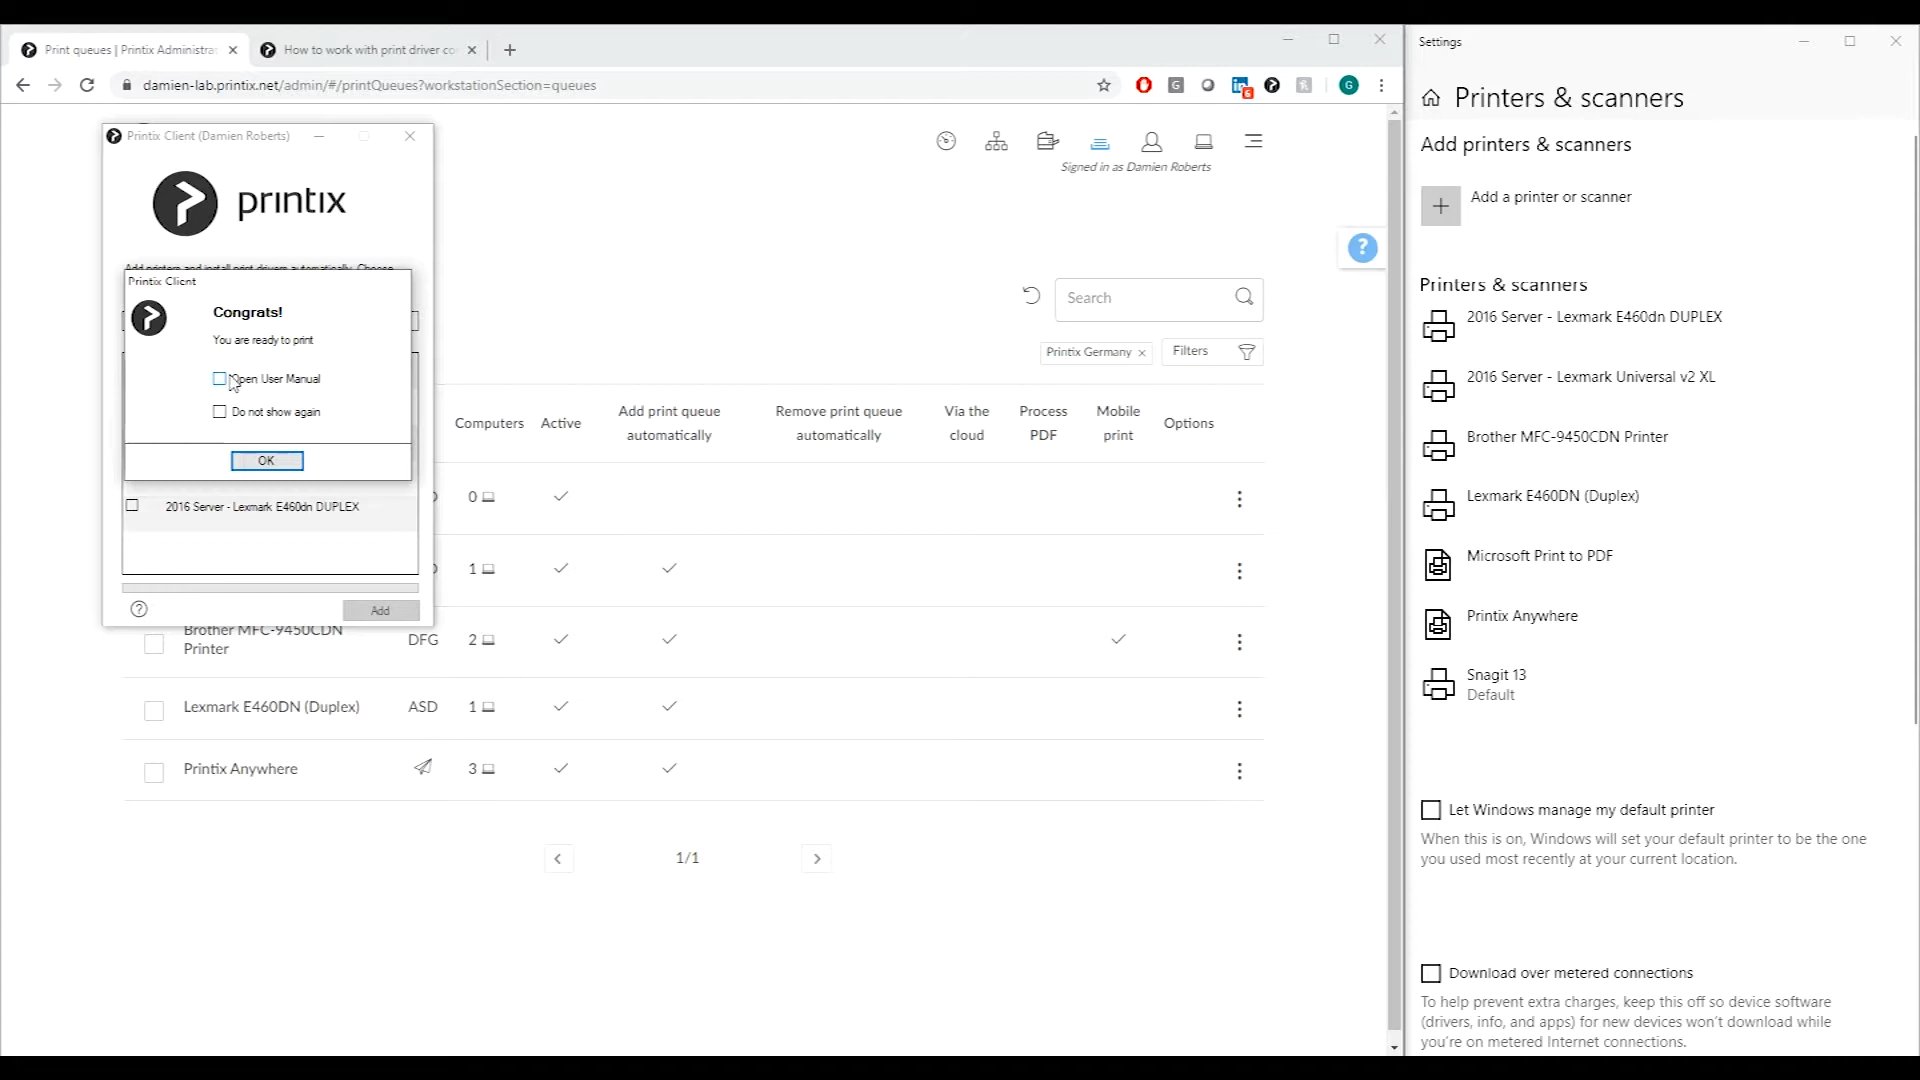 Print queues | Printix Administrat
How to work with print driver co
damien-lab.printix.net/admin/#/printQueues?workstationSection=queues
Printix Client (Damien Roberts)
printix
Add printers and install print drivers automatically. Choose
Printix Client
Congrats!
You are ready to print
Open User Manual
Do not show again
OK
2016 Server - Lexmark E460dn DUPLEX
Add
Signed in as Damien Roberts
?
Search
Printix Germany ×
Filters
Computers
Active
Add print queue
automatically
Remove print queue
automatically
Via the
cloud
Process
PDF
Mobile
print
Options
0
1
Brother MFC-9450CDN
Printer
DFG
2
Lexmark E460DN (Duplex)
ASD
1
Printix Anywhere
3
1/1
Settings
Printers & scanners
Add printers & scanners
Add a printer or scanner
Printers & scanners
2016 Server - Lexmark E460dn DUPLEX
2016 Server - Lexmark Universal v2 XL
Brother MFC-9450CDN Printer
Lexmark E460DN (Duplex)
Microsoft Print to PDF
Printix Anywhere
Snagit 13
Default
Let Windows manage my default printer
When this is on, Windows will set your default printer to be the one
you used most recently at your current location.
Download over metered connections
To help prevent extra charges, keep this off so device software
(drivers, info, and apps) for new devices won't download while
you're on metered Internet connections.